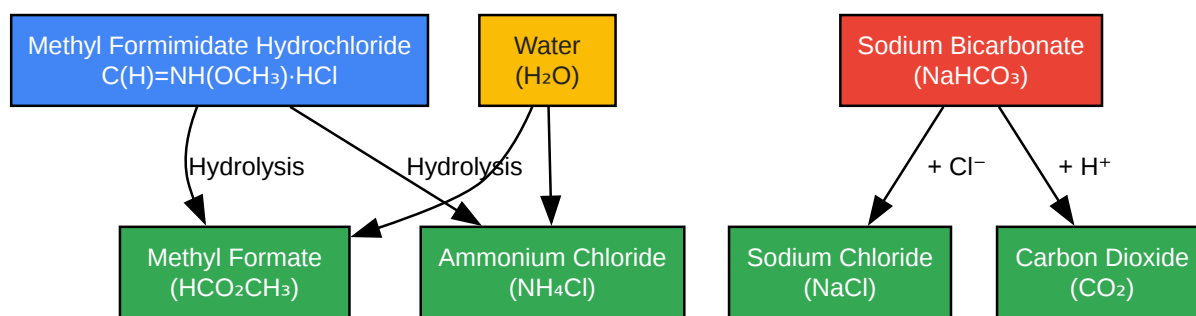 Methyl Formimidate Hydrochloride
C(H)=NH(OCH₃)·HCl
Water
(H₂O)
Sodium Bicarbonate
(NaHCO₃)
Hydrolysis
Hydrolysis
+ Cl⁻
+ H⁺
Methyl Formate
(HCO₂CH₃)
Ammonium Chloride
(NH₄Cl)
Sodium Chloride
(NaCl)
Carbon Dioxide
(CO₂)